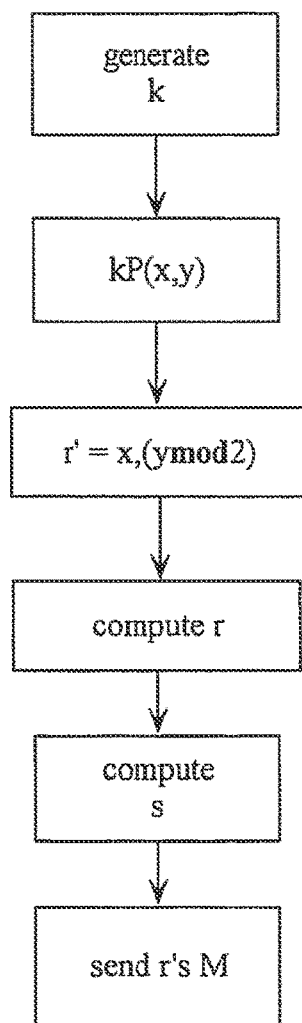 generate
k
kP(x,y)
r' = x,(ymod2)
compute r
compute
s
send r's M